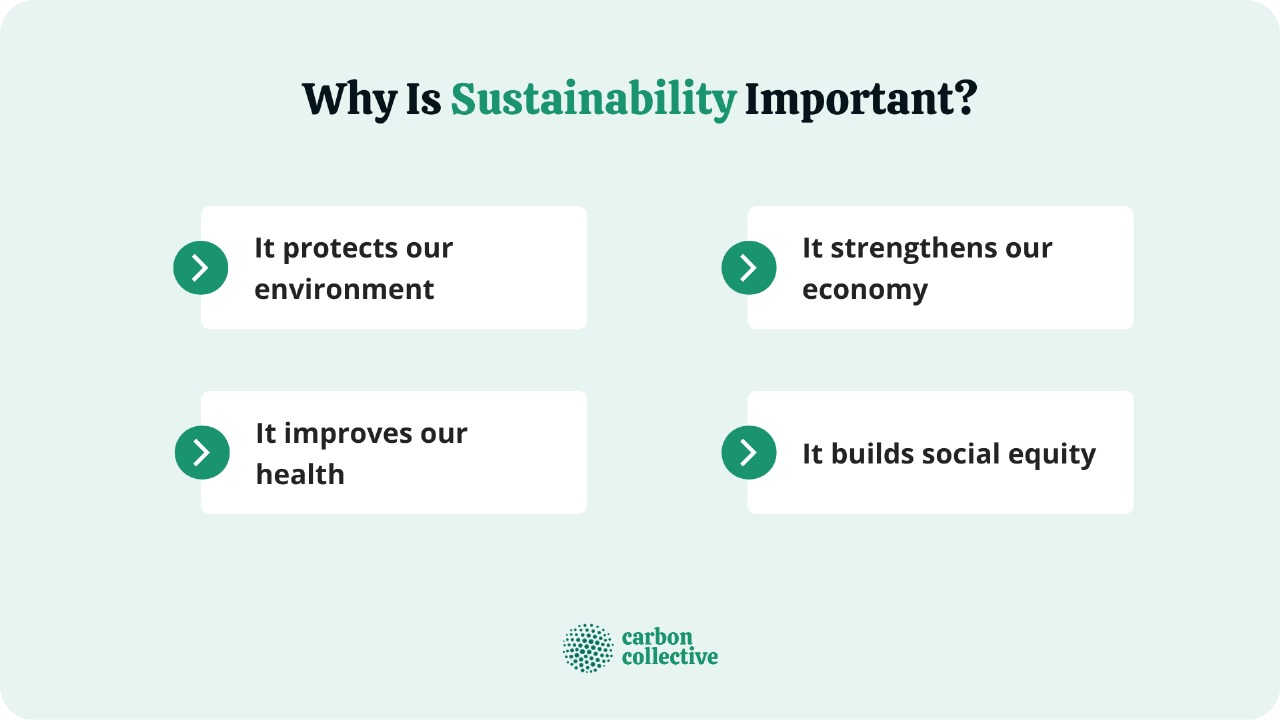 Why Is Sustainability Important?
It protects our
environment
It strengthens our
economy
It improves our
health
It builds social equity
carbon
collective